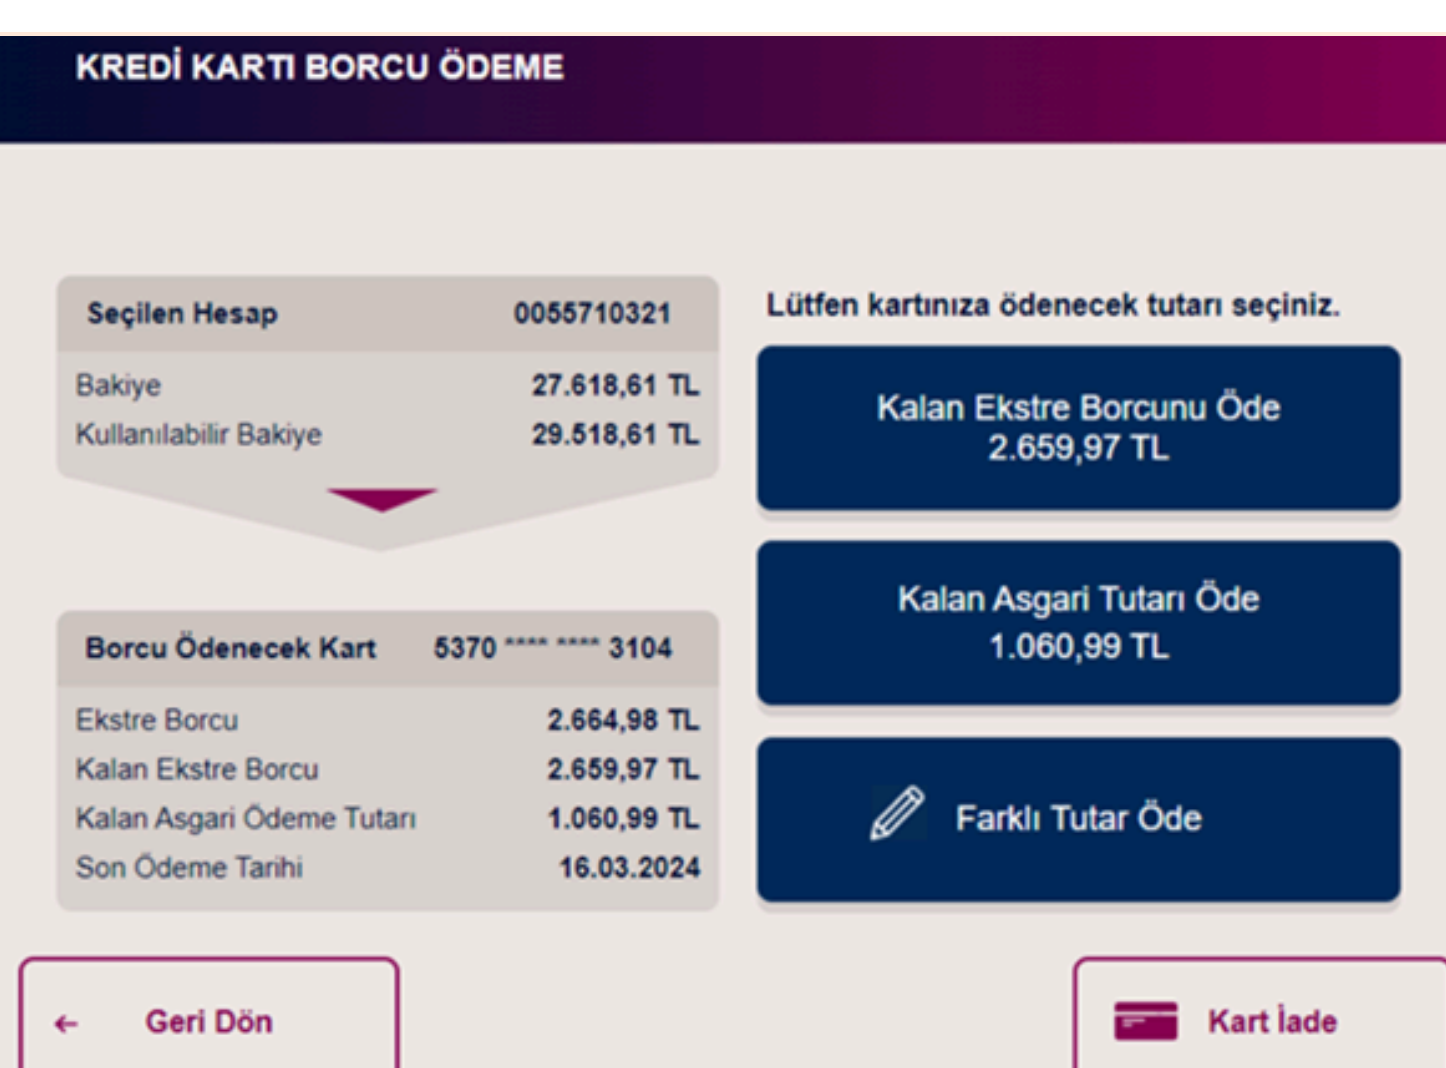 KREDİ KARTI BORCU ÖDEME
Seçilen Hesap 0055710321
Bakiye 27.618,61 TL
Kullanılabilir Bakiye 29.518,61 TL
Borcu Ödenecek Kart 5370 **** **** 3104
Ekstre Borcu 2.664,98 TL
Kalan Ekstre Borcu 2.659,97 TL
Kalan Asgari Ödeme Tutarı 1.060,99 TL
Son Ödeme Tarihi 16.03.2024
Lütfen kartınıza ödenecek tutarı seçiniz.
Kalan Ekstre Borcunu Öde
2.659,97 TL
Kalan Asgari Tutarı Öde
1.060,99 TL
Farklı Tutar Öde
← Geri Dön
Kart İade